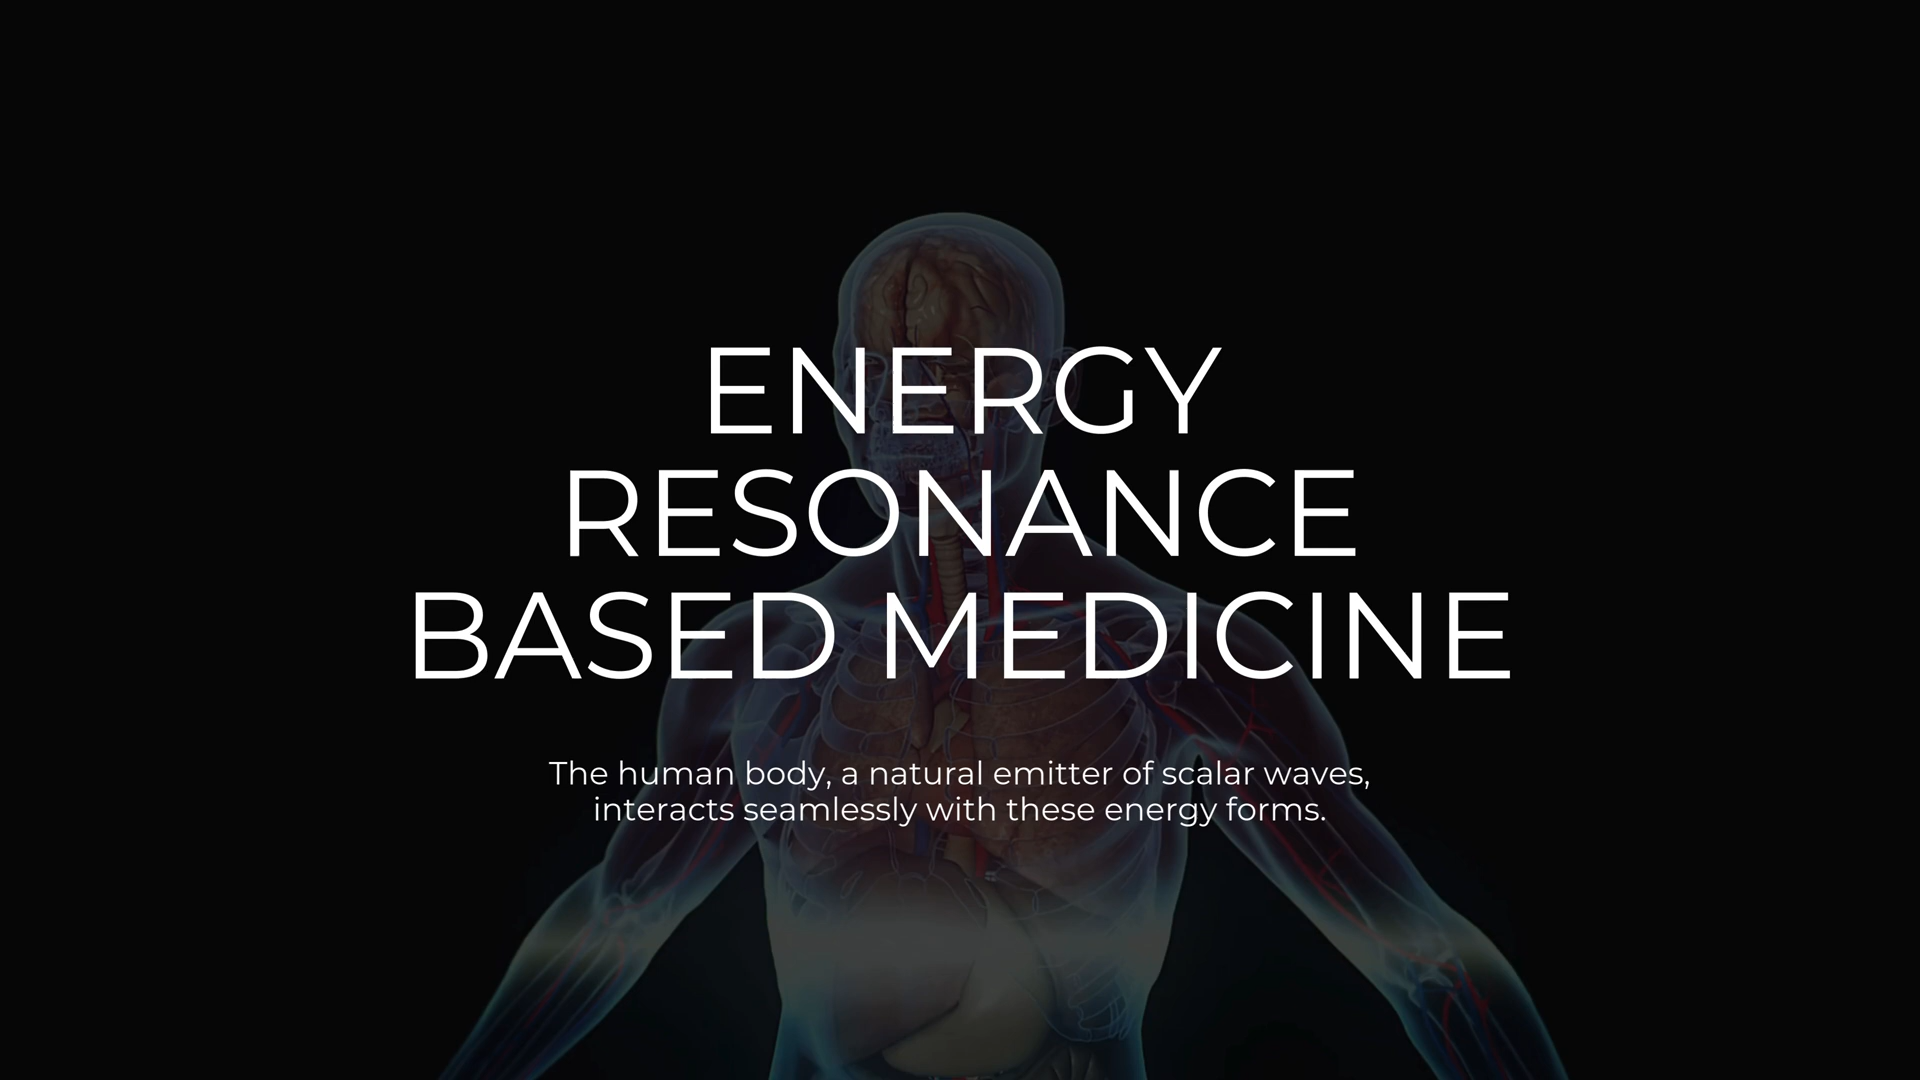 ENERGY
RESONANCE
BASED MEDICINE
The human body, a natural emitter of scalar waves,
interacts seamlessly with these energy forms.